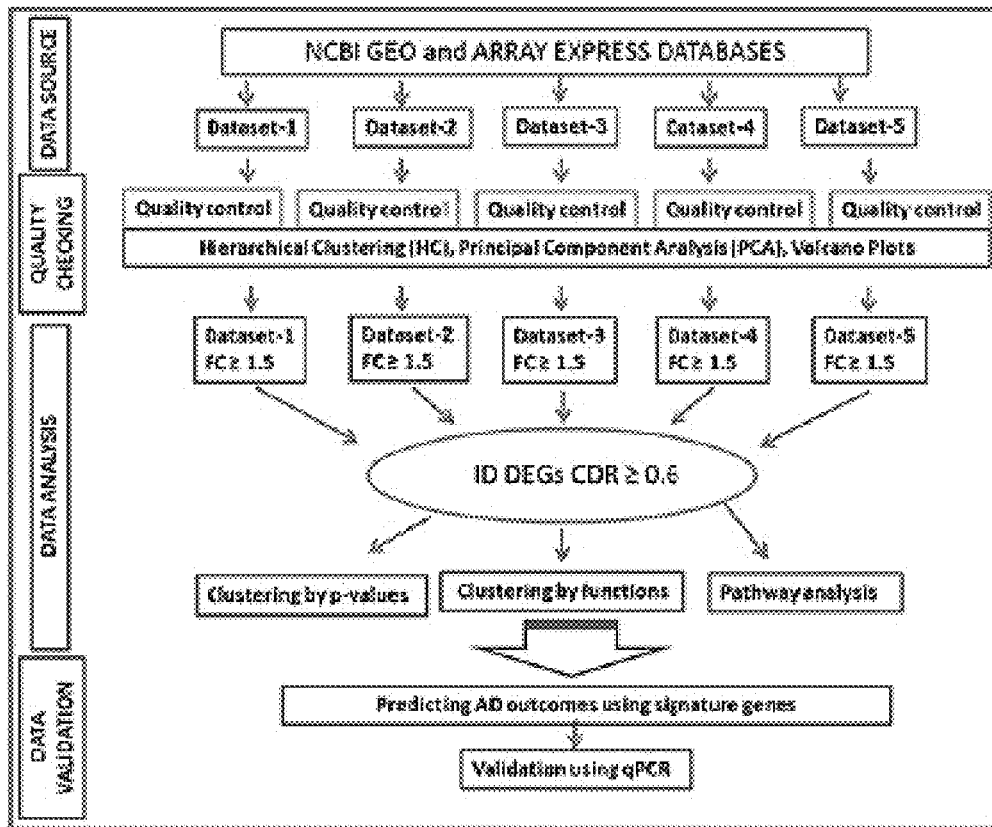 DATA SOURCE
NCBI GEO and ARRAY EXPRESS DATABASES
Dataset-1 Dataset-2 Dataset-3 Dataset-4 Dataset-5
QUALITY
CHECKING
Quality control Quality control Quality control Quality control Quality control
Hierarchical Clustering (HC), Principal Component Analysis (PCA), Volcano Plots
DATA ANALYSIS
Dataset-1 Dataset-2 Dataset-3 Dataset-4 Dataset-5
FC ≥ 1.5 FC ≥ 1.5 FC ≥ 1.5 FC ≥ 1.5 FC ≥ 1.5
ID DEGs CDR ≥ 0.6
Clustering by p-values Clustering by functions Pathway analysis
DATA
VALIDATION
Predicting AD outcomes using signature genes
Validation using qPCR